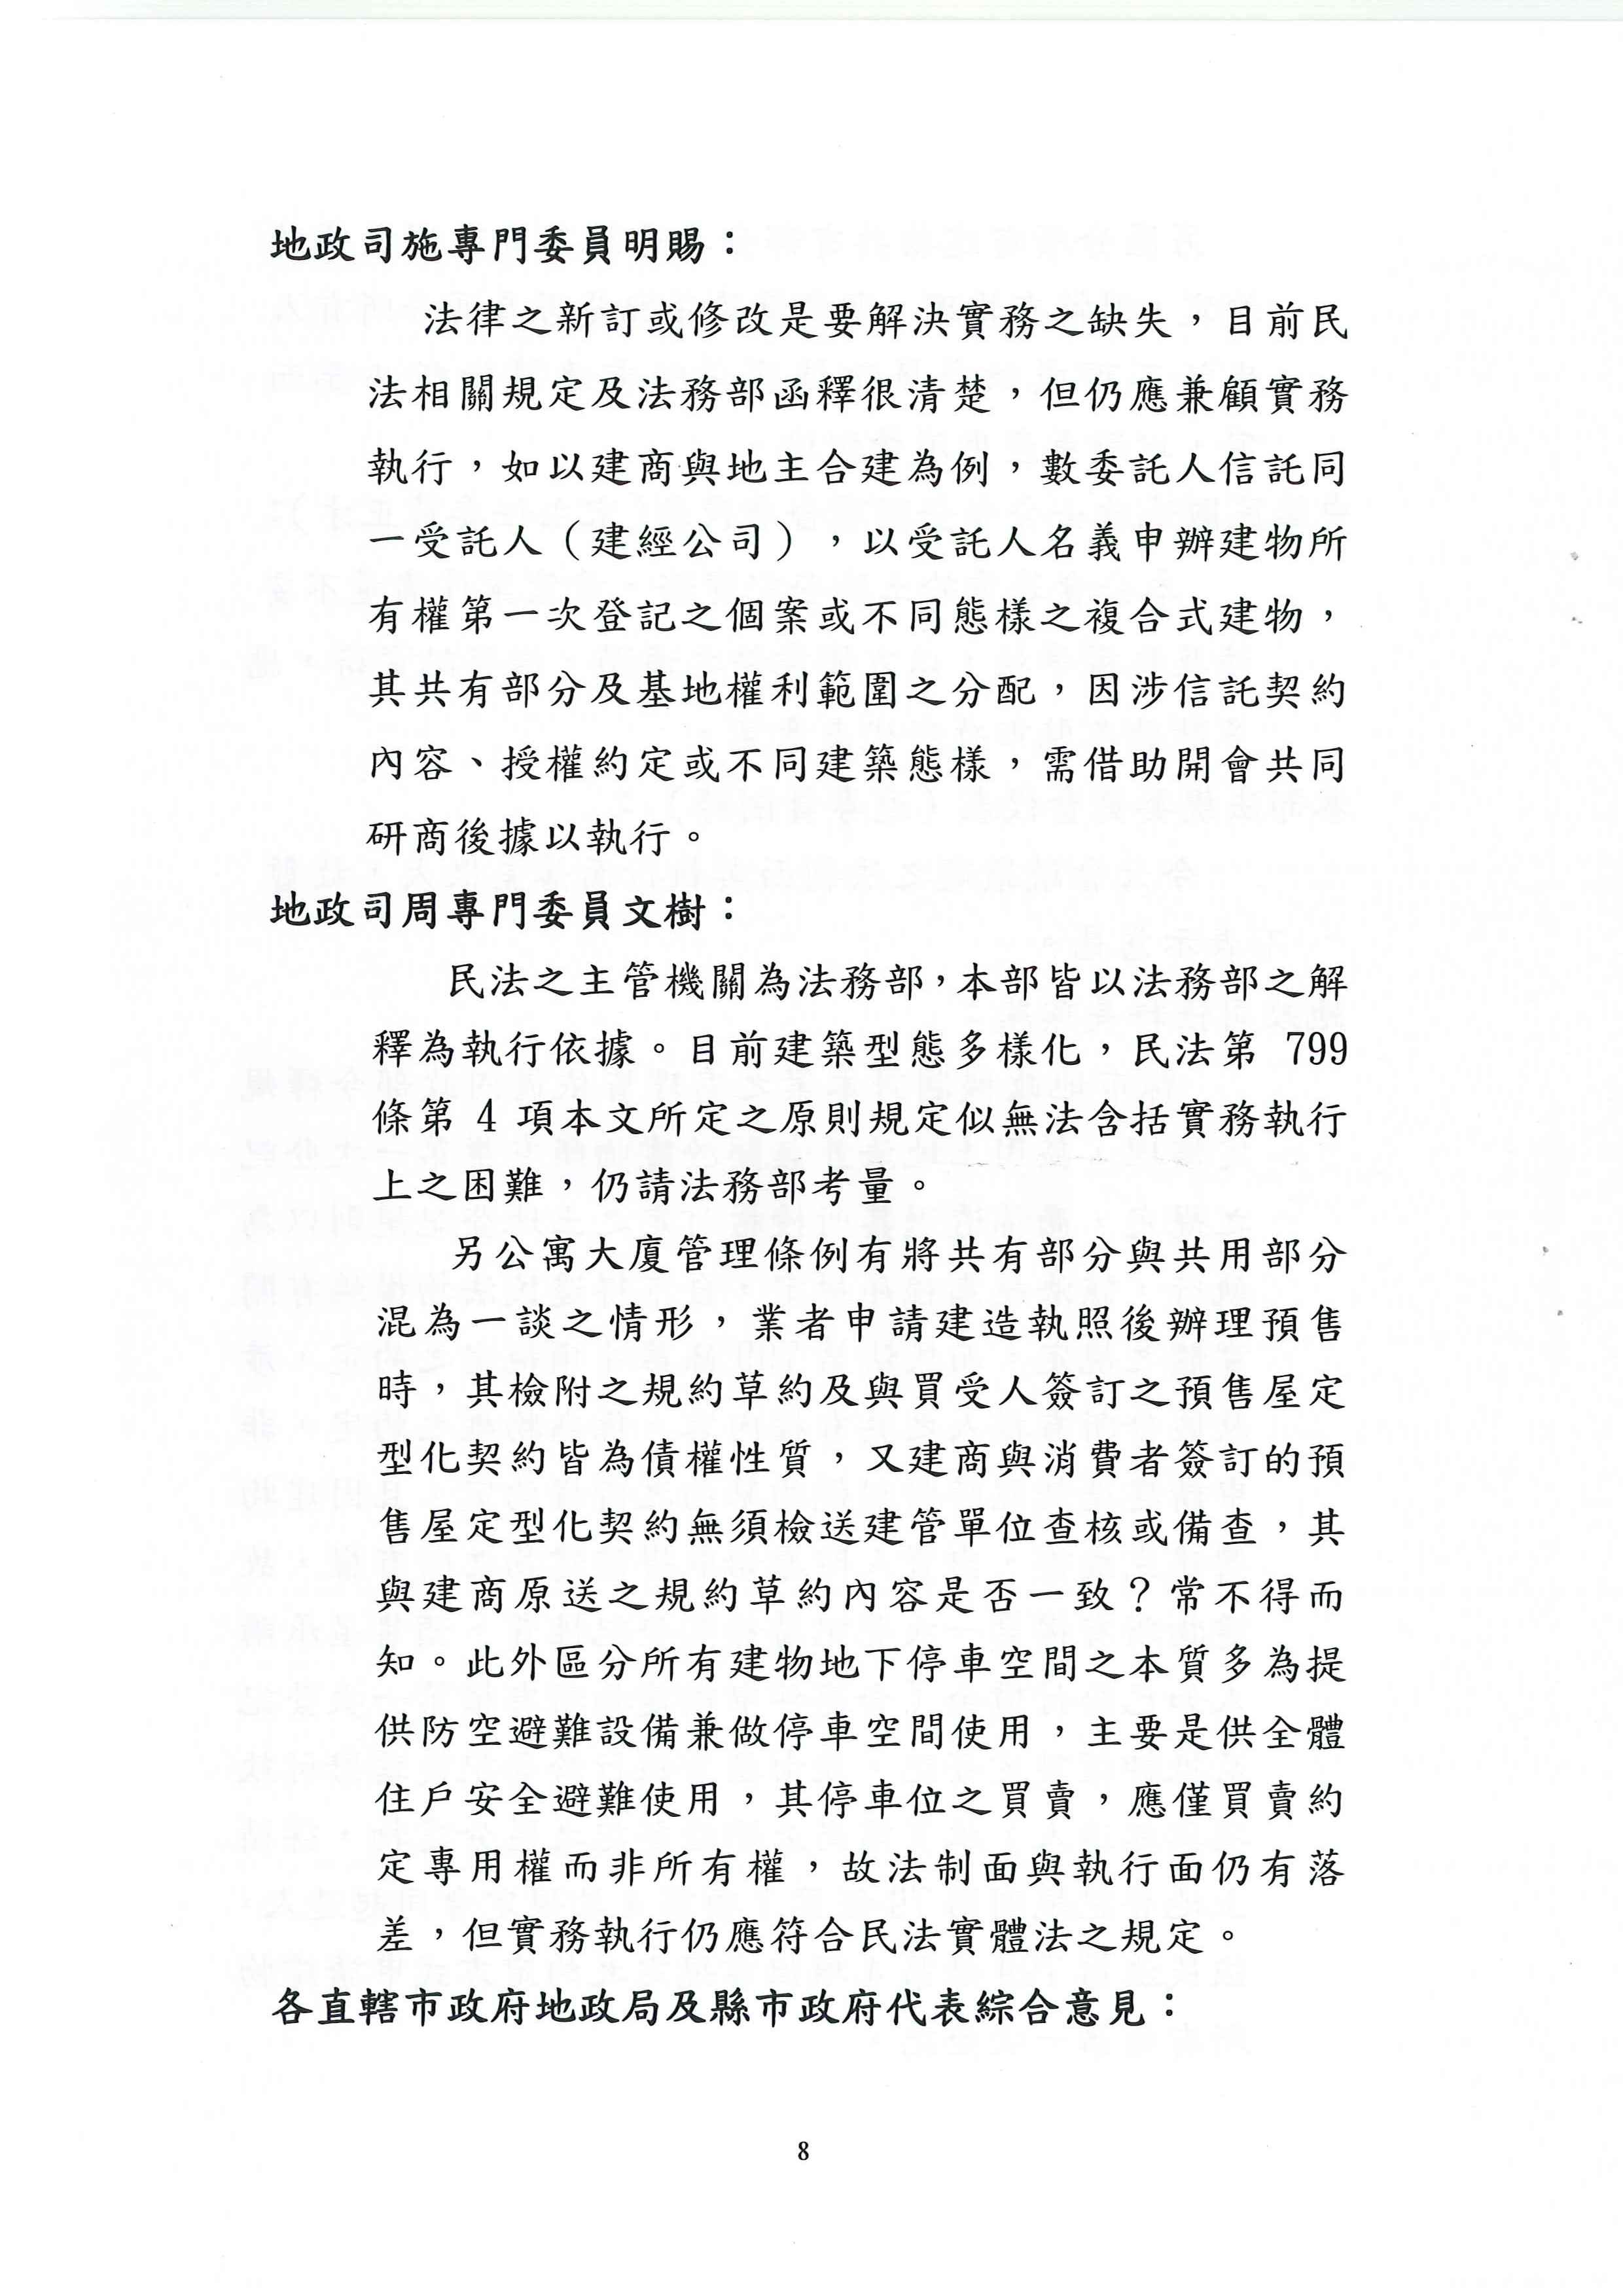 地政司施專門委員明賜：
法律之新訂或修改是要解決實務之缺失，目前民
法相關規定及法務部函釋很清楚，但仍應兼顧實務
執行，如以建商與地主合建為例，數委託人信託同
一受託人（建經公司），以受託人名義申辦建物所
有權第一次登記之個案或不同態樣之複合式建物，
其共有部分及基地權利範圍之分配，因涉信託契約
內容、授權約定或不同建築態樣，需借助開會共同
研商後據以執行。
地政司周專門委員文樹：
民法之主管機關為法務部，本部皆以法務部之解
釋為執行依據。目前建築型態多樣化，民法第 799
條第 4 項本文所定之原則規定似無法含括實務執行
上之困難，仍請法務部考量。
另公寓大廈管理條例有將共有部分與共用部分
混為一談之情形，業者申請建造執照後辦理預售
時，其檢附之規約草約及與買受人簽訂之預售屋定
型化契約皆為債權性質，又建商與消費者簽訂的預
售屋定型化契約無須檢送建管單位查核或備查，其
與建商原送之規約草約內容是否一致？常不得而
知。此外區分所有建物地下停車空間之本質多為提
供防空避難設備兼做停車空間使用，主要是供全體
住戶安全避難使用，其停車位之買賣，應僅買賣約
定專用權而非所有權，故法制面與執行面仍有落
差，但實務執行仍應符合民法實體法之規定。
各直轄市政府地政局及縣市政府代表綜合意見：
8